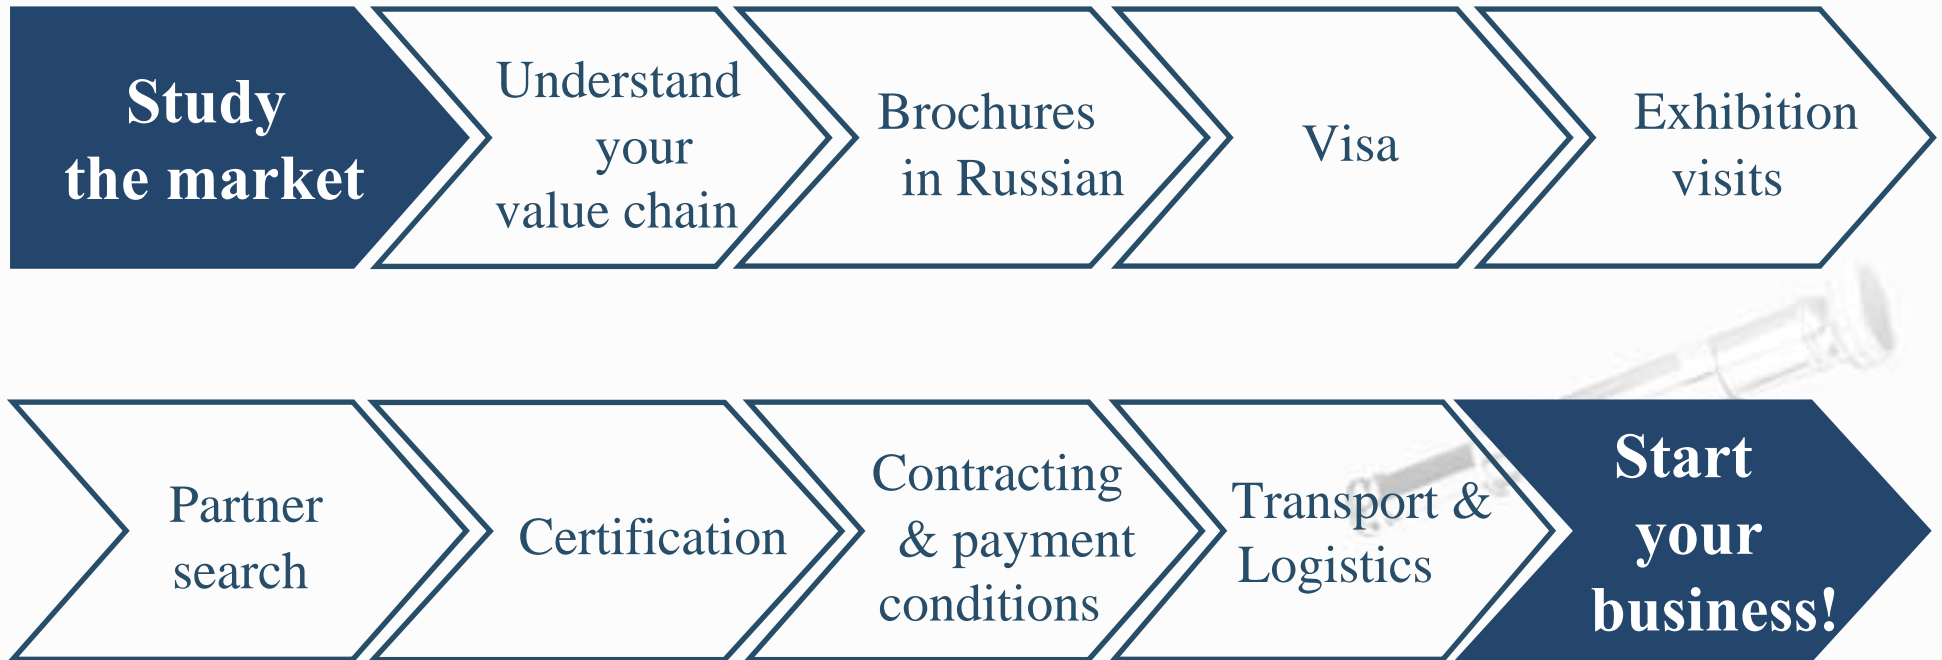 Study
the market
Understand
your
value chain
Brochures
in Russian
Visa
Exhibition
visits
Partner
search
Certification
Contracting
& payment
conditions
Transport &
Logistics
Start
your
business!